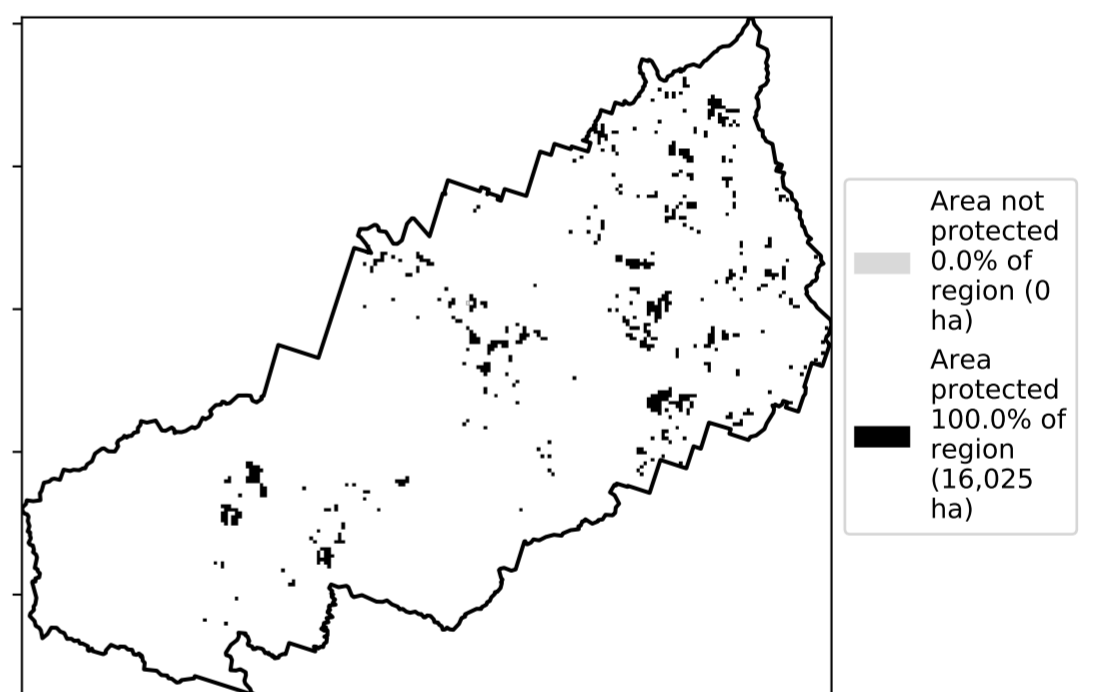 Area not
protected
0.0% of
region (0
ha)
Area
protected
100.0% of
region
(16,025
ha)